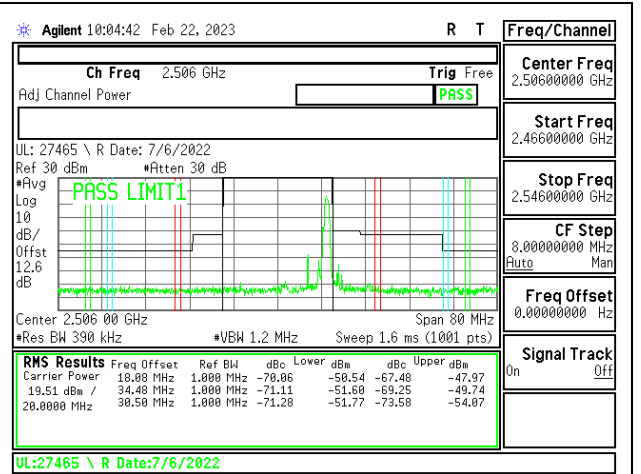 Agilent 10:04:42 Feb 22, 2023 R T
Freq/Channel
Ch Freq 2.506 GHz Trig Free
Adj Channel Power PASS
Center Freq
2.50600000 GHz
Start Freq
2.46600000 GHz
UL: 27465 \ R Date: 7/6/2022
Ref 30 dBm #Atten 30 dB
#Avg
Log
10
dB/
Offst
12.6
dB
PASS LIMIT1
Stop Freq
2.54600000 GHz
CF Step
8.00000000 MHz
Auto Man
Freq Offset
0.00000000 Hz
Center 2.506 00 GHz Span 80 MHz
#Res BW 390 kHz #VBW 1.2 MHz Sweep 1.6 ms (1001 pts)
Signal Track
On Off
RMS Results Freq Offset Ref BW dBc Lower dBm dBc Upper dBm
Carrier Power 18.08 MHz 1.000 MHz -70.06 -50.54 -67.48 -47.97
19.51 dBm / 34.48 MHz 1.000 MHz -71.11 -51.60 -69.25 -49.74
20.0000 MHz 30.50 MHz 1.000 MHz -71.28 -51.77 -73.58 -54.07
UL:27465 \ R Date:7/6/2022